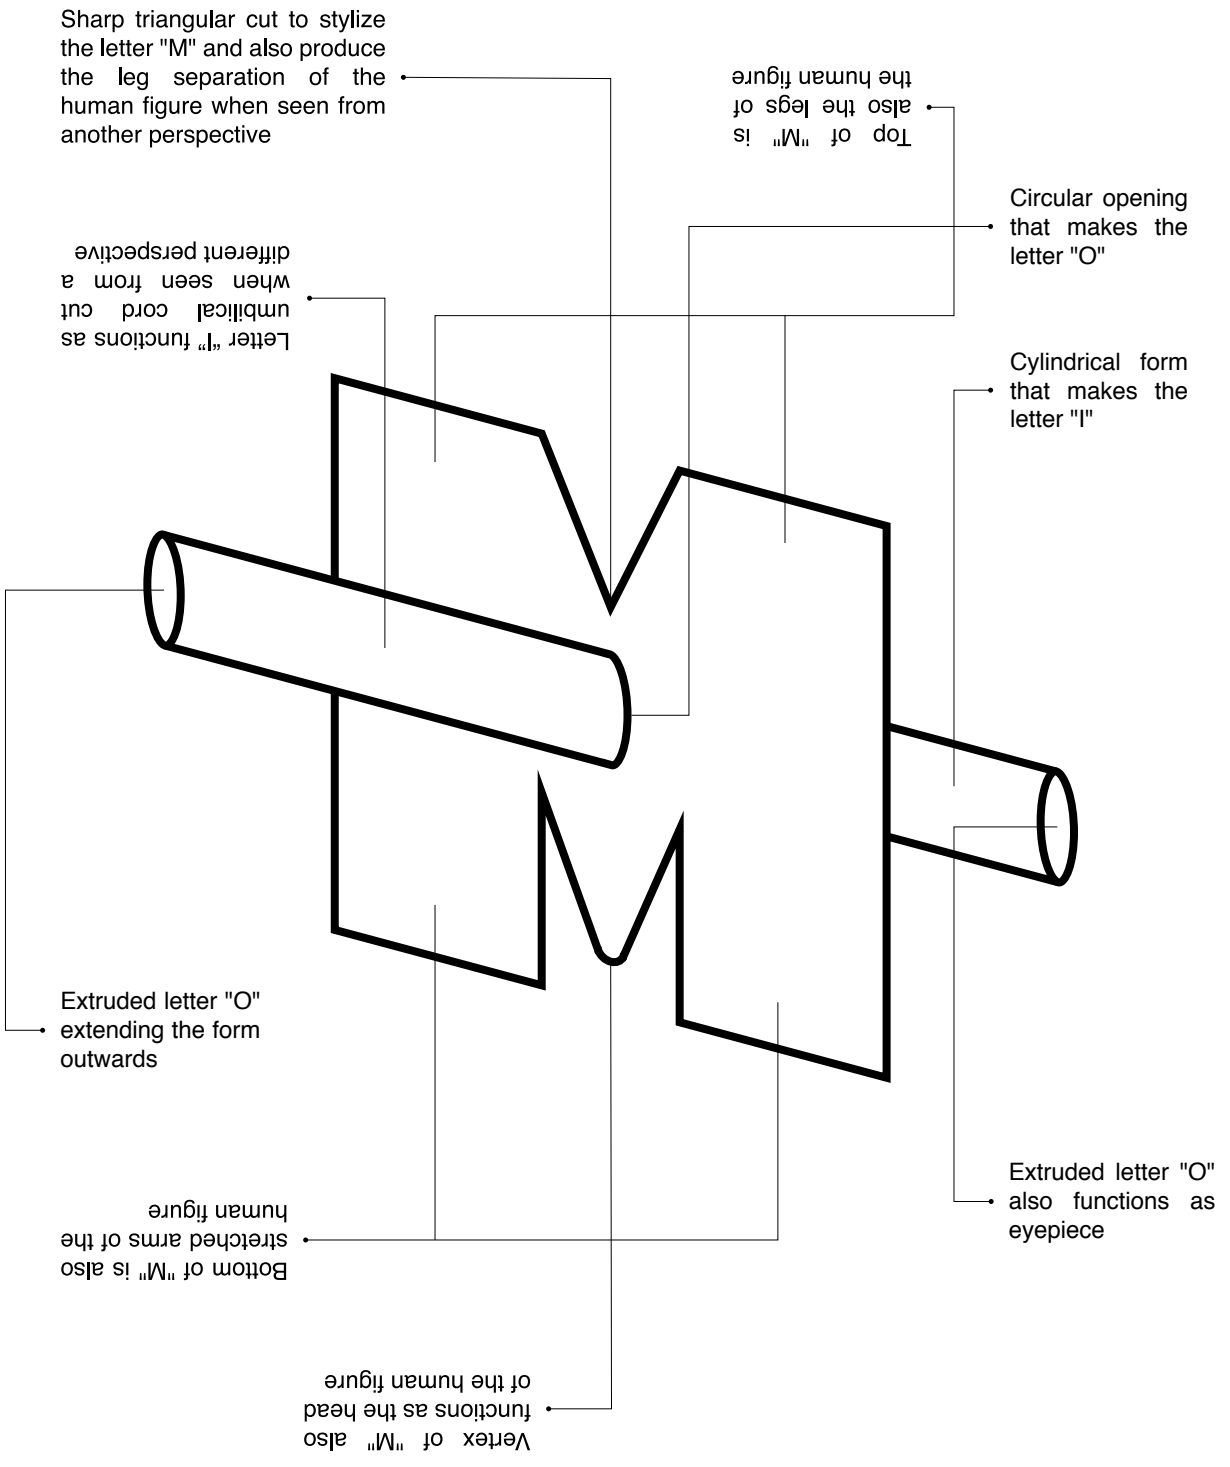 Sharp triangular cut to stylize
the letter "M" and also produce
the leg separation of the
human figure when seen from
another perspective
Top of "M" is
also the legs of
the human figure
Circular opening
that makes the
letter "O"
Letter “I” functions as
umbilical cord cut
when seen from a
different perspective
Cylindrical form
that makes the
letter "I"
Extruded letter "O"
extending the form
outwards
Extruded letter "O"
also functions as
eyepiece
Bottom of "M" is also
stretched arms of the
human figure
Vertex of "M" also
functions as the head
of the human figure